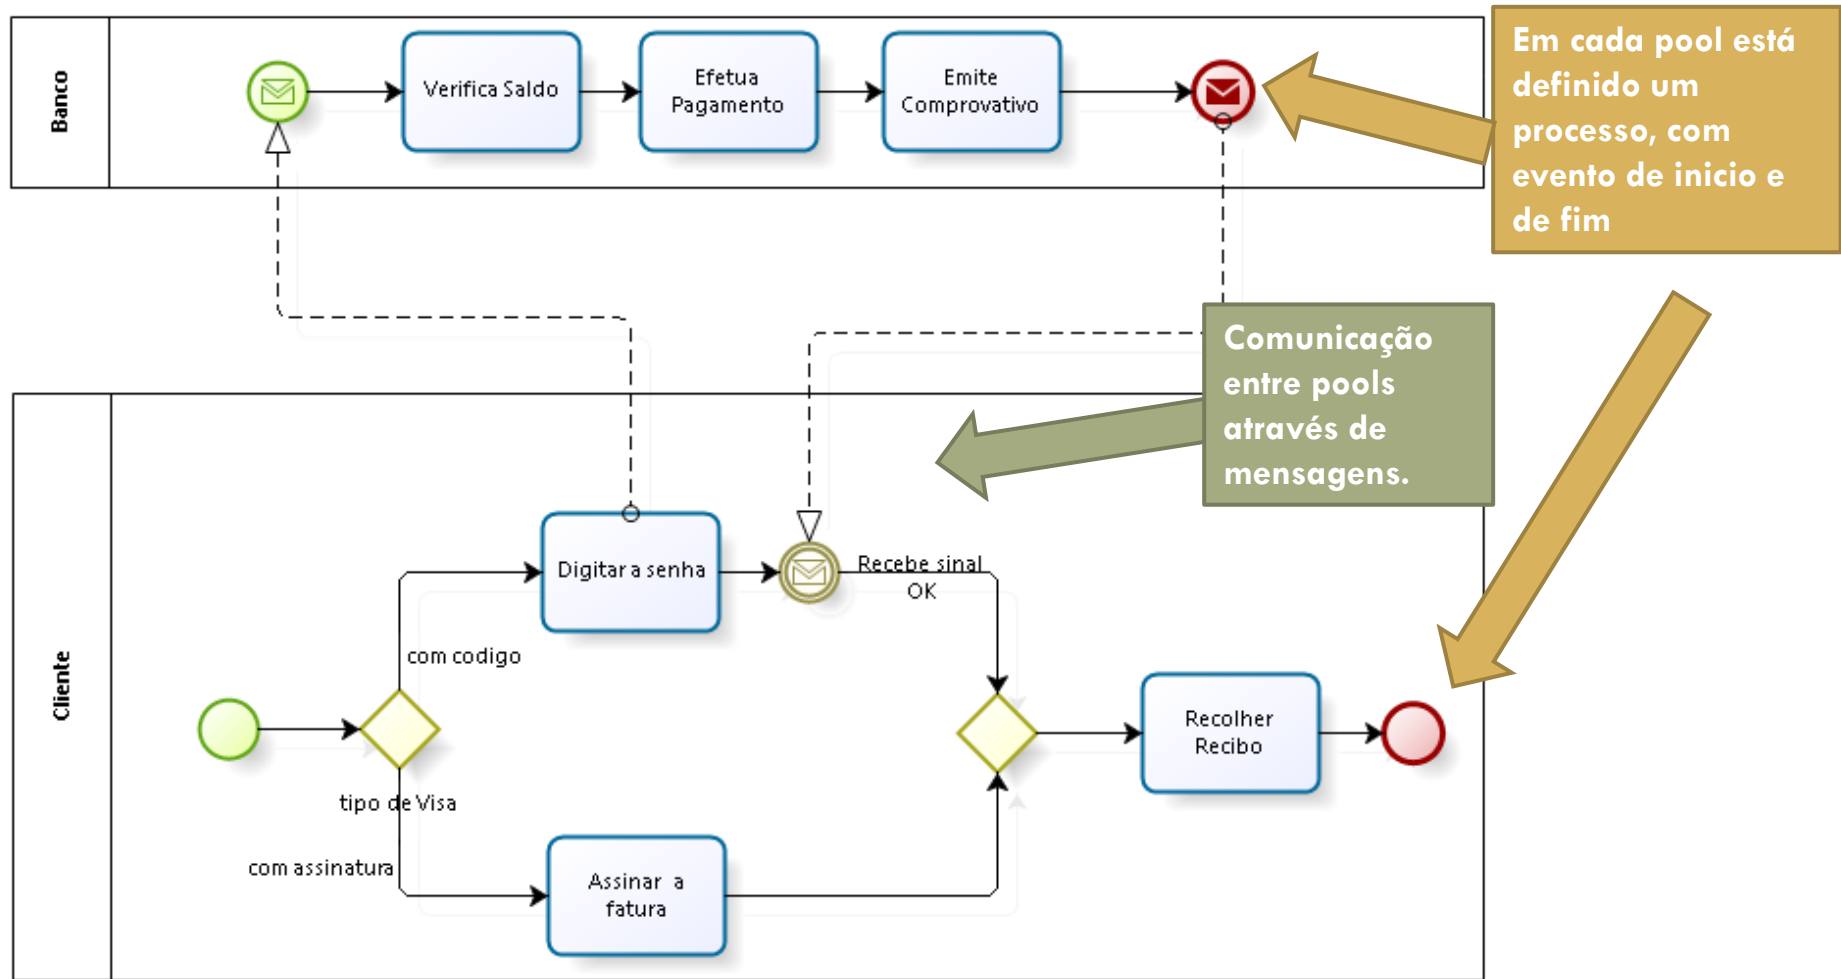 Banco
Verifica Saldo
Efetua
Pagamento
Emite
Comprovativo
Em cada pool está
definido um
processo, com
evento de inicio e
de fim
Comunicação
entre pools
através de
mensagens.
Cliente
Digitar a senha
Recebe sinal
OK
com codigo
tipo de Visa
com assinatura
Assinar a
fatura
Recolher
Recibo